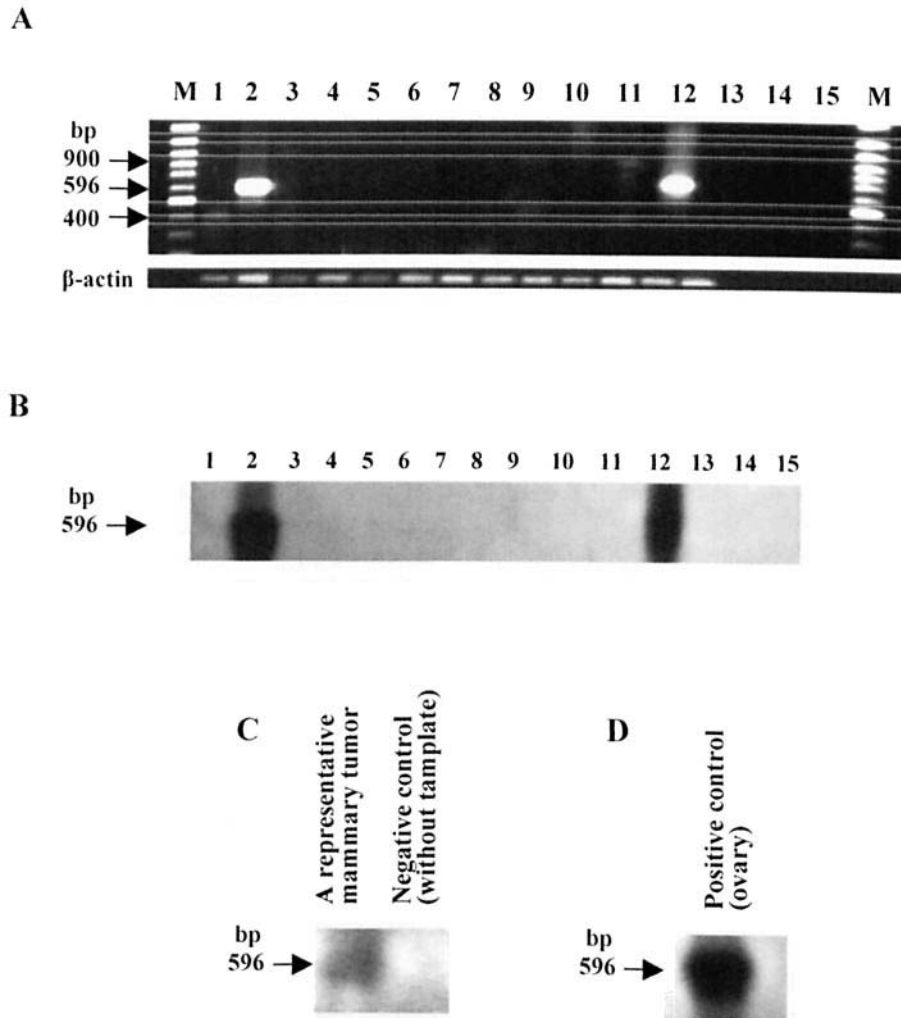 A
M 1 2 3 4 5 6 7 8 9 10 11 12 13 14 15 M
bp
900
596
400
β-actin
B
1 2 3 4 5 6 7 8 9 10 11 12 13 14 15
bp
596
C
A representative
mammary tumor
Negative control
(without tamplate)
bp
596
D
Positive control
(ovary)
bp
596